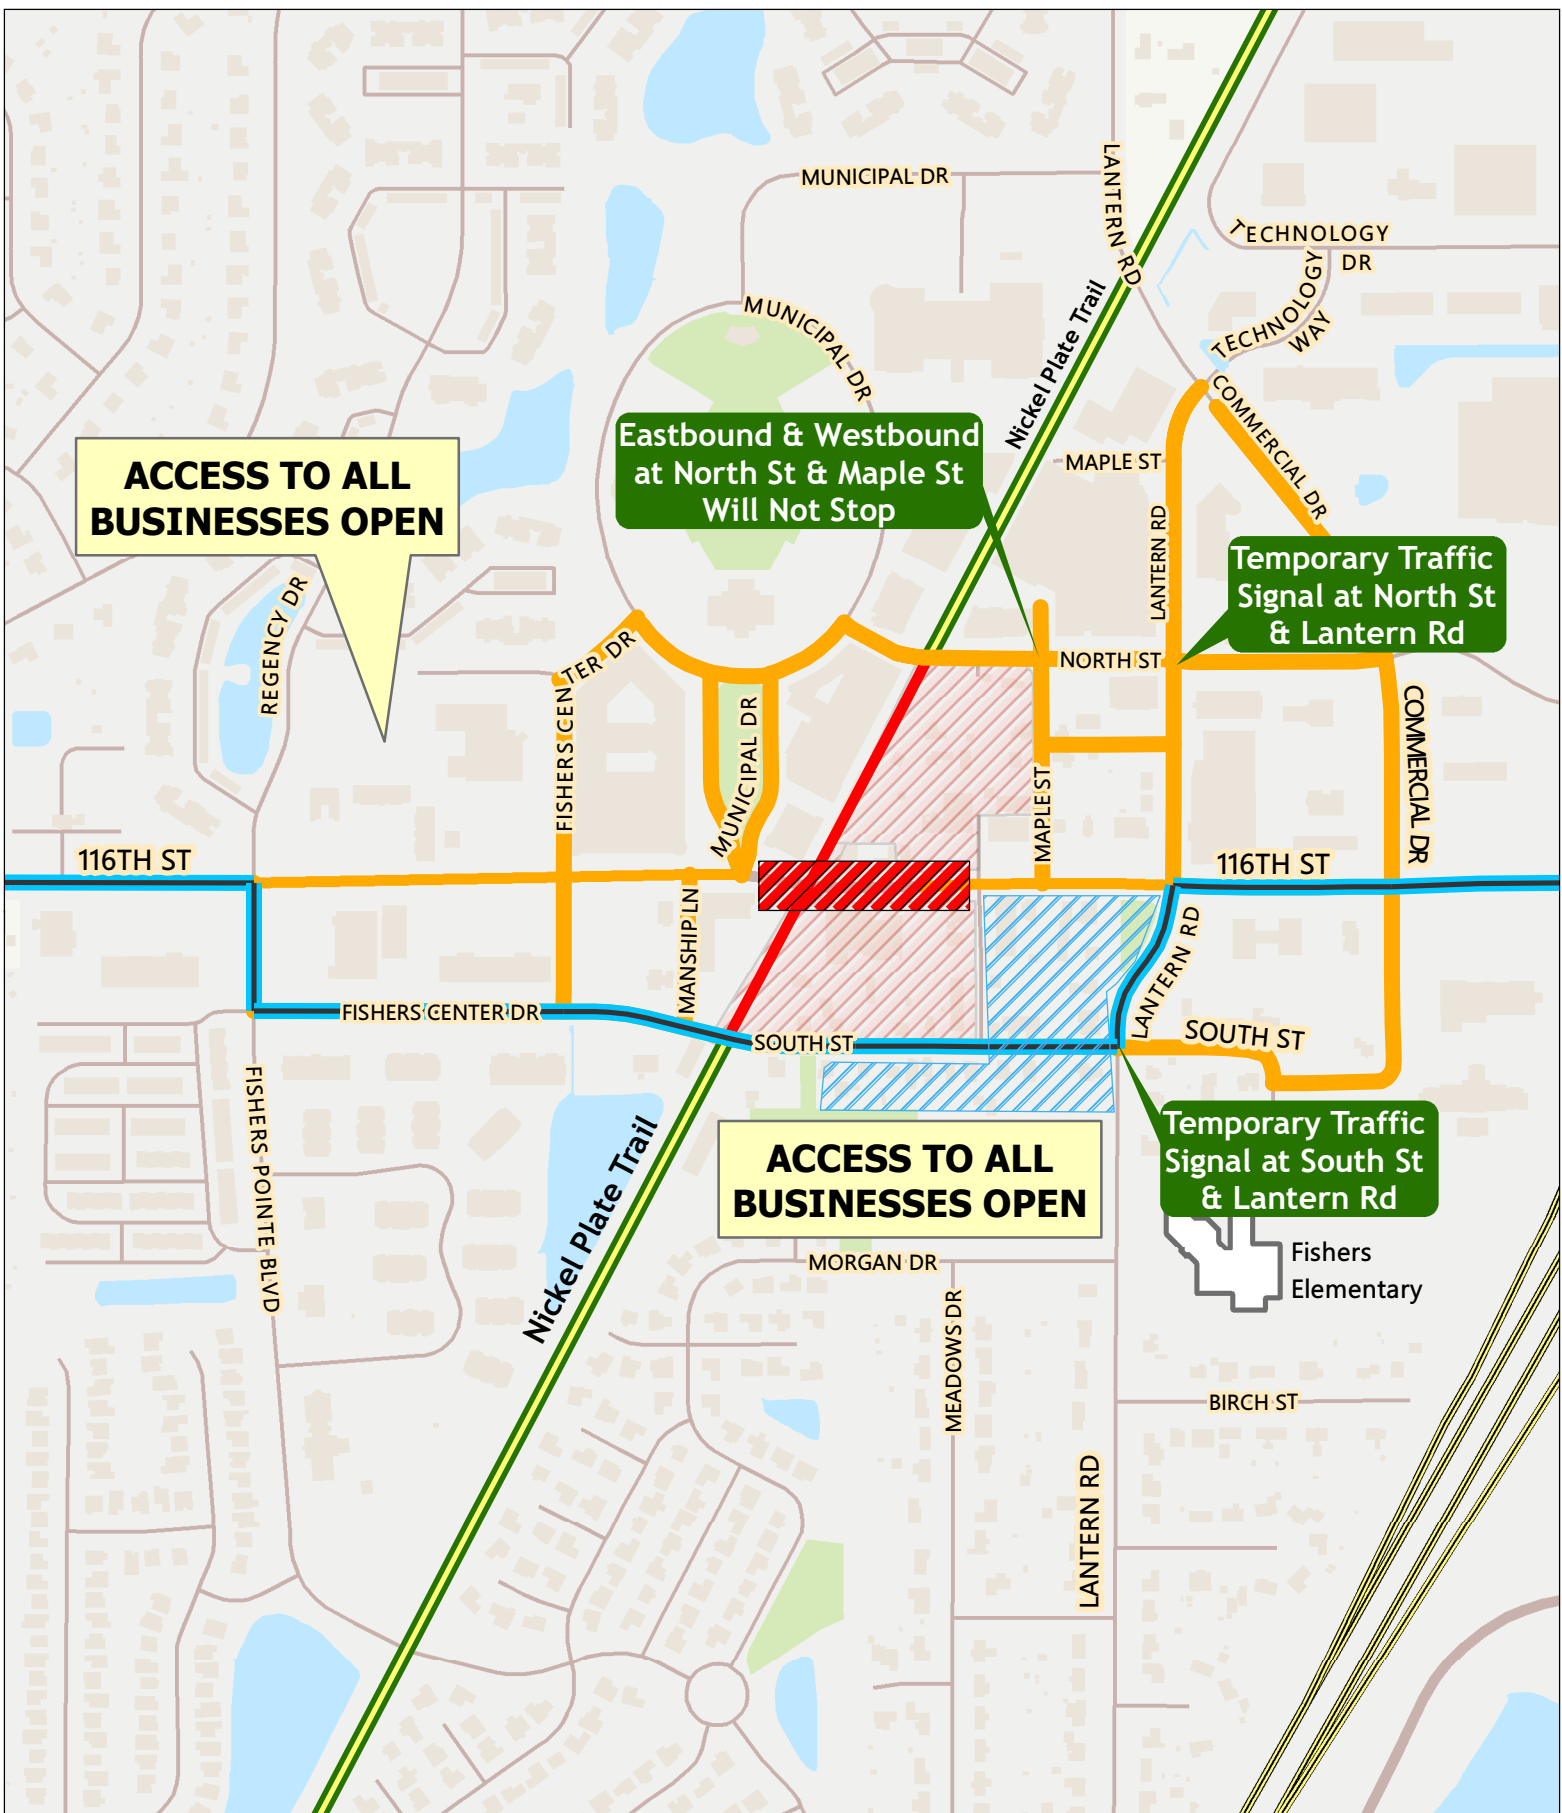 MUNICIPAL DR
LANTERN RD
TECHNOLOGY
DR
TECHNOLOGY
WAY
MUNICIPAL DR
Nickel Plate Trail
COMMERCIAL DR
Eastbound & Westbound
at North St & Maple St
Will Not Stop
MAPLE ST
ACCESS TO ALL
BUSINESSES OPEN
LANTERN RD
Temporary Traffic
Signal at North St
& Lantern Rd
REGENCY DR
FISHERS CENTER DR
NORTH ST
MUNICIPAL DR
MAPLE ST
COMMERCIAL DR
116TH ST
116TH ST
MANSHIP LN
LANTERN RD
FISHERS CENTER DR
SOUTH ST
SOUTH ST
FISHERS POINTE BLVD
Nickel Plate Trail
ACCESS TO ALL
BUSINESSES OPEN
Temporary Traffic
Signal at South St
& Lantern Rd
Fishers
Elementary
MORGAN DR
MEADOWS DR
BIRCH ST
LANTERN RD